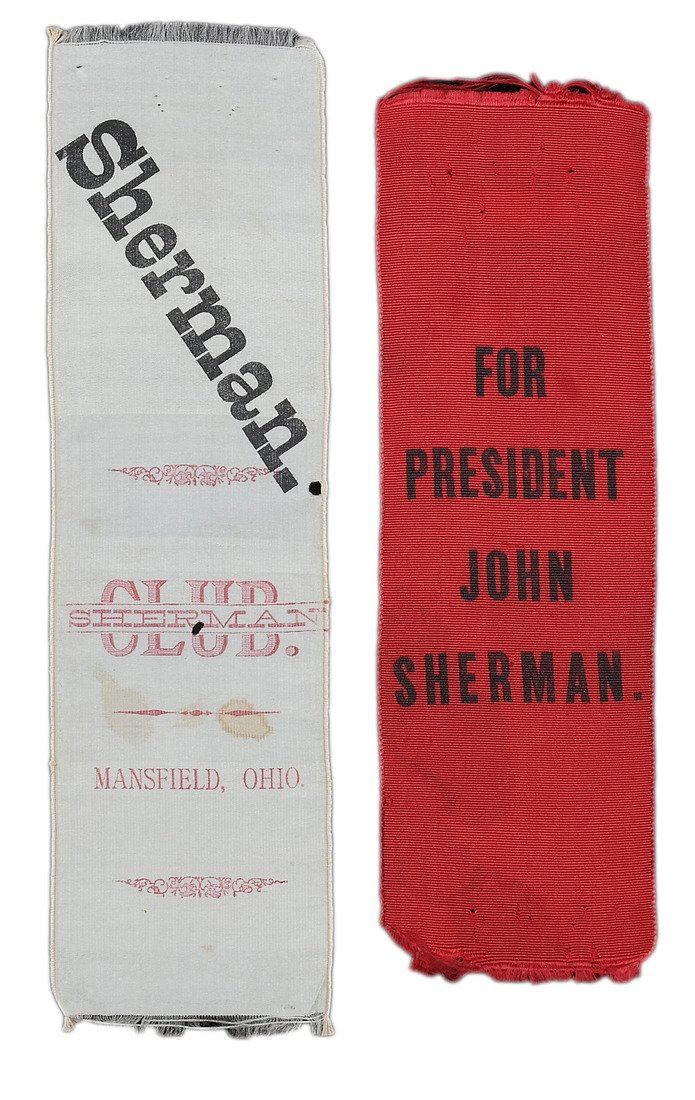 Sherman.
CLUB.
SHERMAN
MANSFIELD, OHIO.
FOR
PRESIDENT
JOHN
SHERMAN.